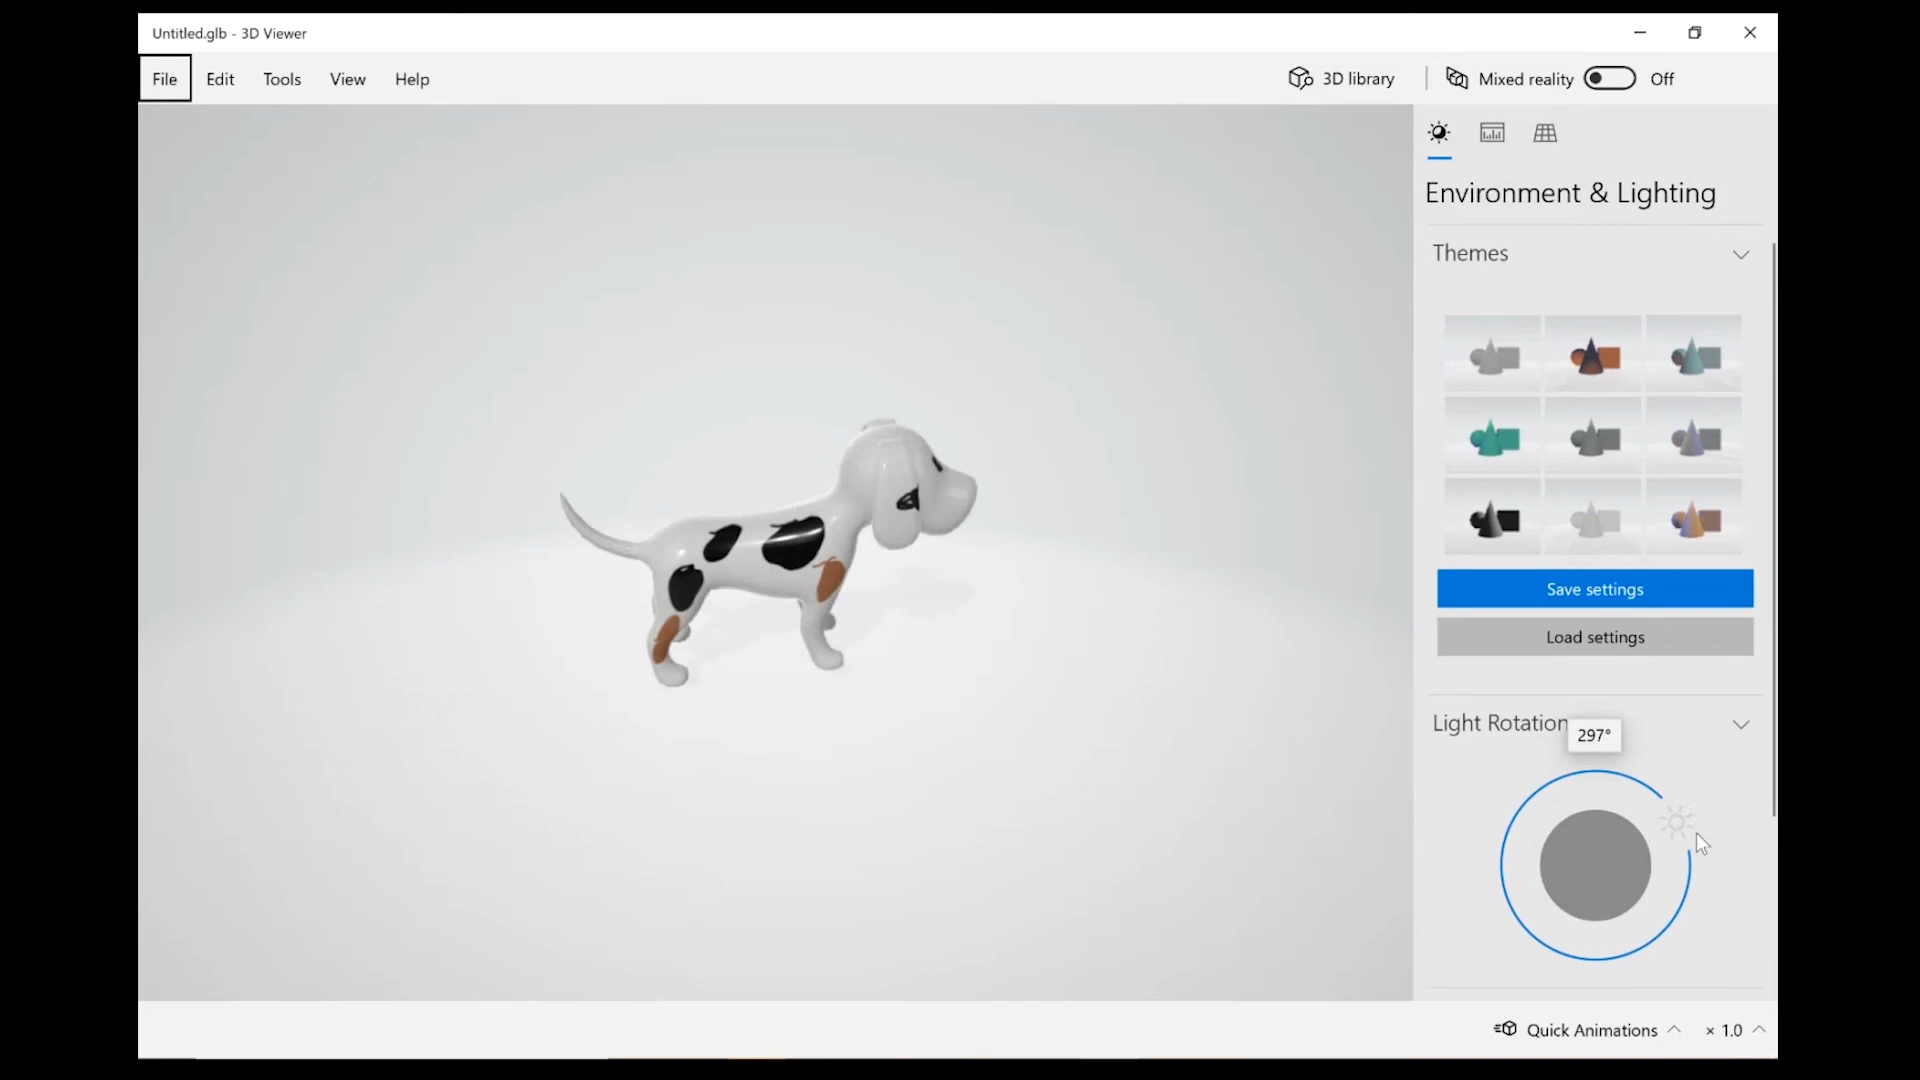 Untitled.glb - 3D Viewer
File Edit Tools View Help 3D library Mixed reality Off
Environment & Lighting
Themes
Save settings
Load settings
Light Rotation
297°
Quick Animations × 1.0